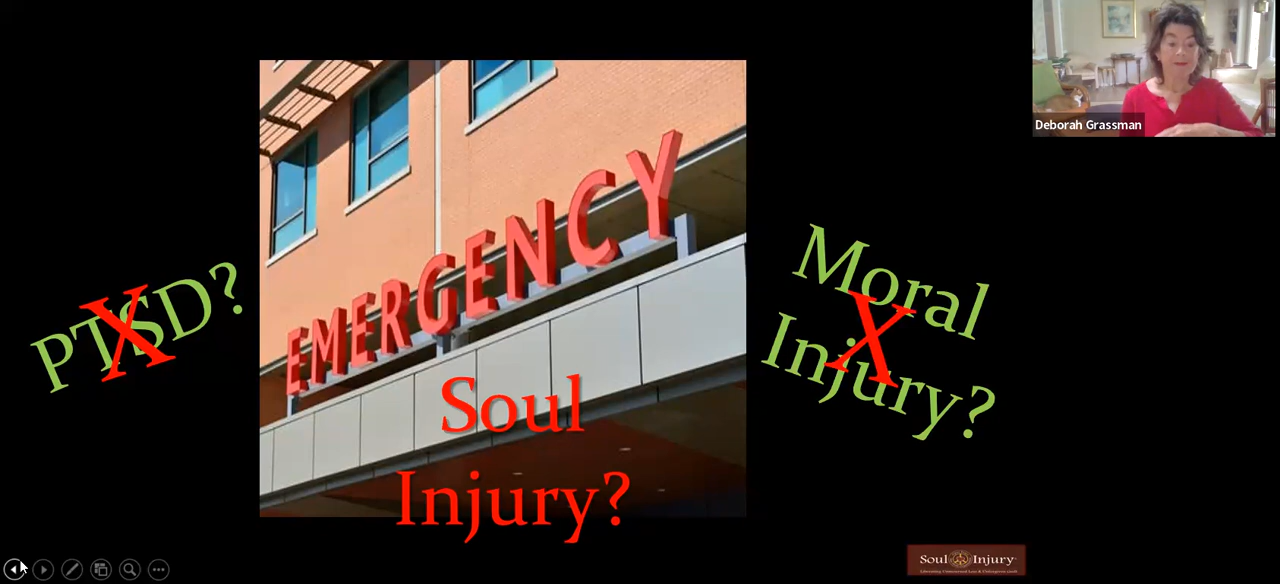 Deborah Grassman
EMERGENCY
PTSD?
X
Moral
Injury?
X
Soul
Injury?
Soul Injury